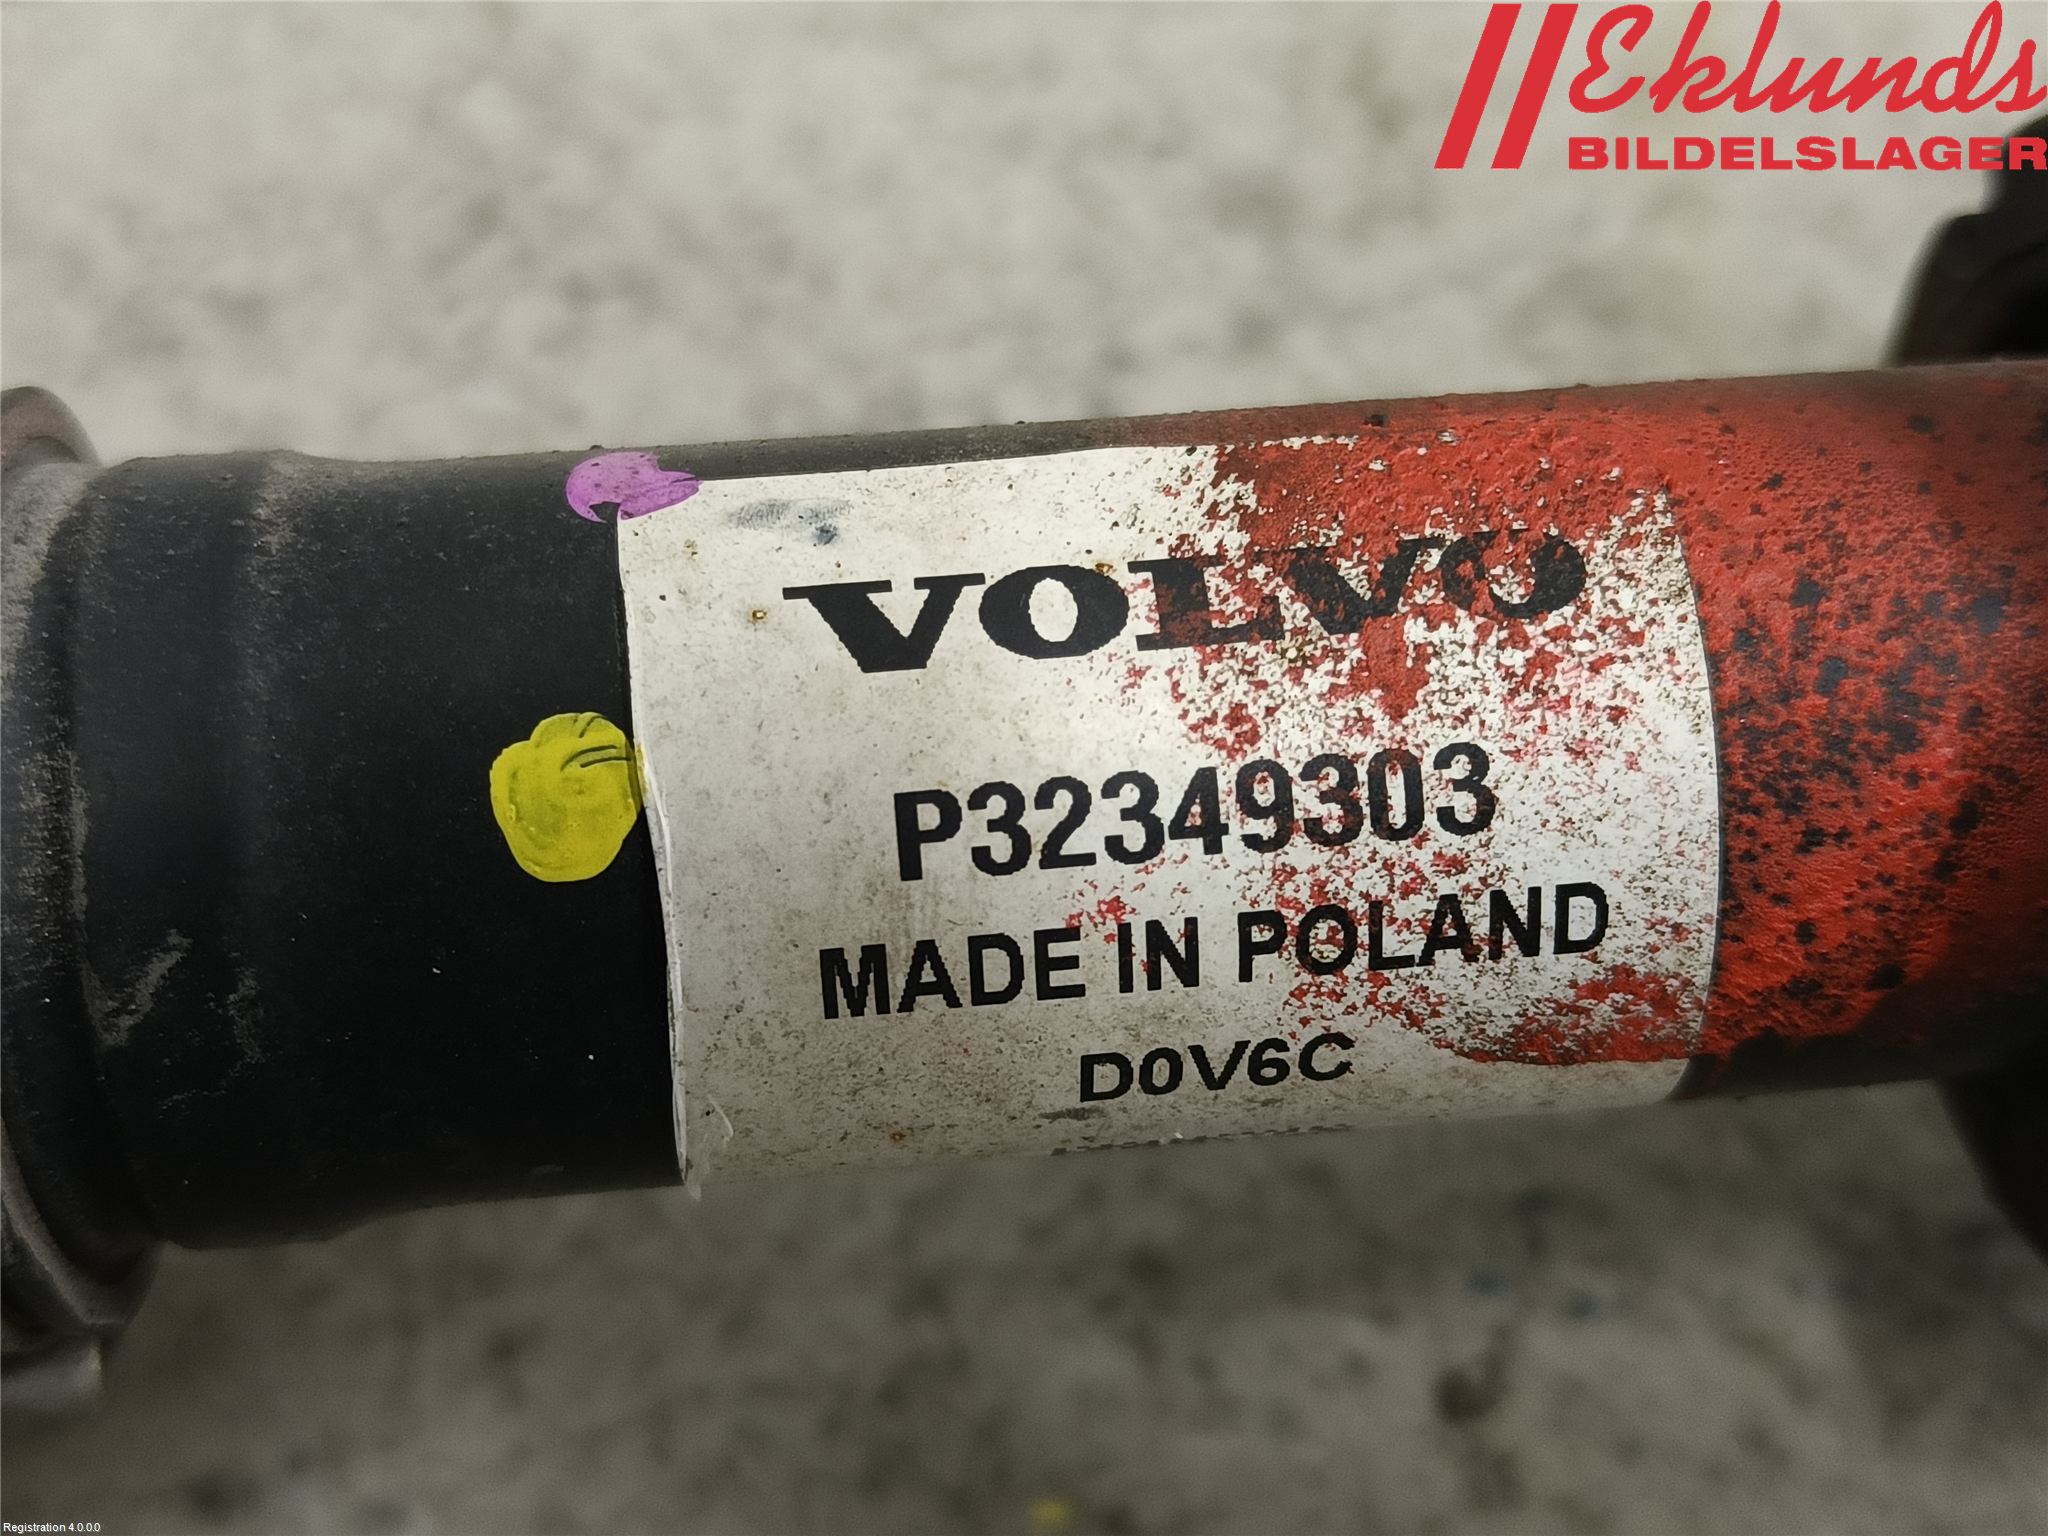 Eklunds
BILDELSLAGER
VOLVO
P32349303
MADE IN POLAND
D0V6C
Registration 4.0.0.0